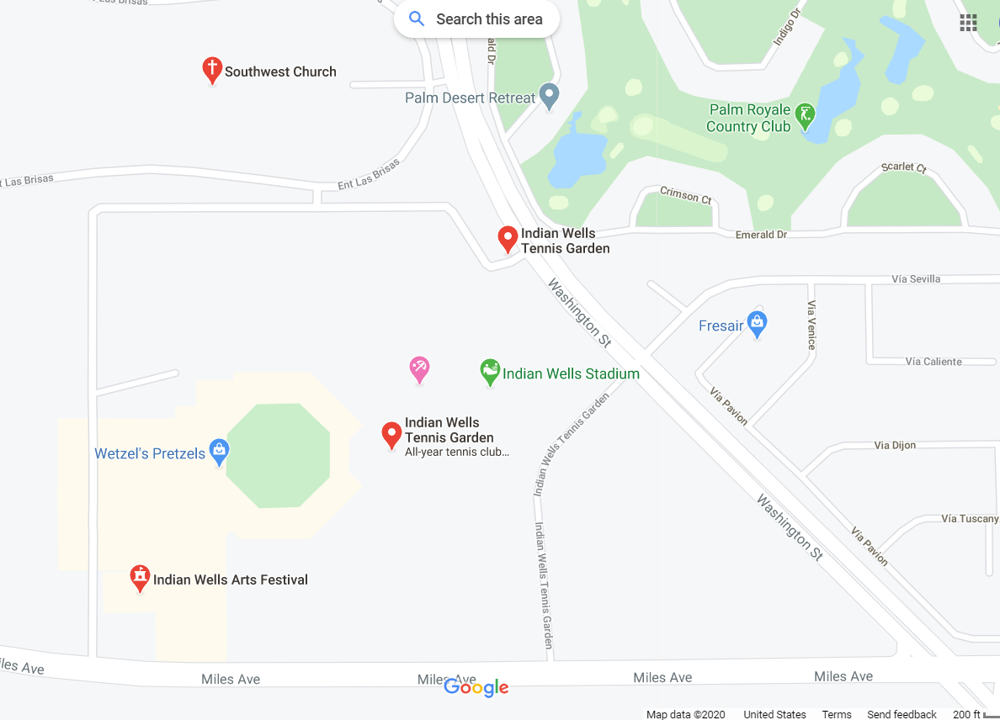 Search this area
Indigo Dr
ald Dr
Southwest Church
Palm Desert Retreat
Palm Royale
Country Club
Ent Las Brisas
t Las Brisas
Scarlet Ct
Crimson Ct
Emerald Dr
Indian Wells
Tennis Garden
Washington St
Vía Sevilla
Vía Venice
Fresair
Vía Caliente
Indian Wells Stadium
Vía Pavion
Indian Wells Tennis Garden
Indian Wells
Tennis Garden
All-year tennis club...
Wetzel's Pretzels
Vía Dijon
Washington St
Vía Tuscany
Vía Pavion
Indian Wells Tennis Garden
Indian Wells Arts Festival
iles Ave
Miles Ave
Miles Ave
Miles Ave
Miles Ave
Google
Map data ©2020 United States Terms Send feedback 200 ft